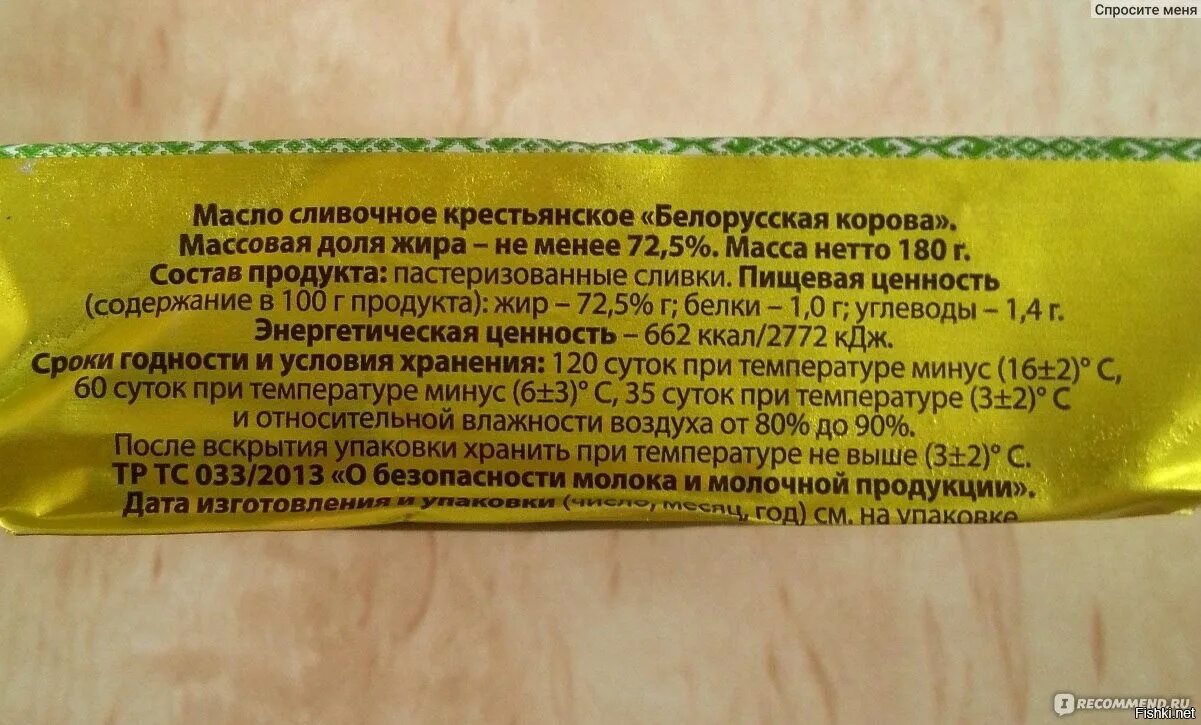 Спросите меня
Масло сливочное крестьянское «Белорусская корова».
Массовая доля жира – не менее 72,5%. Масса нетто 180 г.
Состав продукта: пастеризованные сливки. Пищевая ценность
(содержание в 100 г продукта): жир – 72,5% г; белки – 1,0 г; углеводы – 1,4 г.
Энергетическая ценность – 662 ккал/2772 кДж.
Сроки годности и условия хранения: 120 суток при температуре минус (16±2)° С,
60 суток при температуре минус (6±3)° С, 35 суток при температуре (3±2)° С
и относительной влажности воздуха от 80% до 90%.
После вскрытия упаковки хранить при температуре не выше (3±2)° С.
ТР ТС 033/2013 «О безопасности молока и молочной продукции».
Дата изготовления и упаковки (число, месяц, год) см. на упаковке
IRECOMMEND.RU
Fishki.net